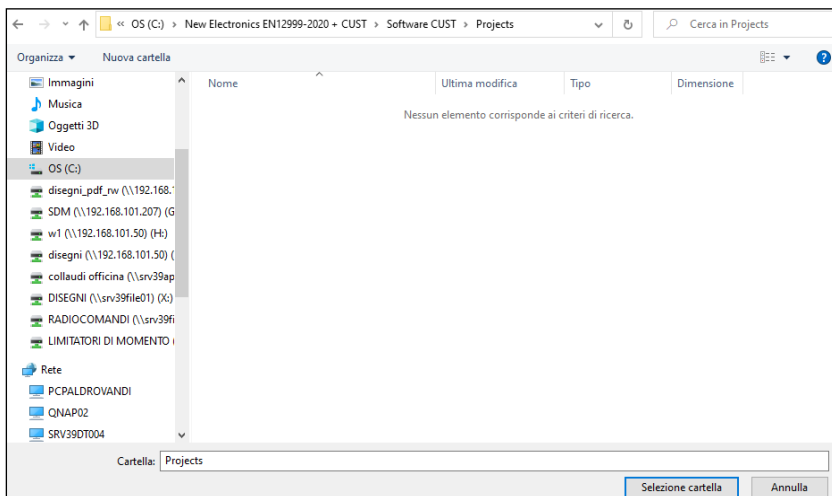 « OS (C:) › New Electronics EN12999-2020 + CUST › Software CUST › Projects
Cerca in Projects
Organizza
Nuova cartella
Immagini
Musica
Oggetti 3D
Video
OS (C:)
disegni_pdf_rw (\\192.168.1
SDM (\\192.168.101.207) (G
w1 (\\192.168.101.50) (H:)
disegni (\\192.168.101.50) (
collaudi officina (\\srv39ap
DISEGNI (\\srv39file01) (X:)
RADIOCOMANDI (\\srv39fi
LIMITATORI DI MOMENTO (
Rete
PCPALDROVANDI
QNAP02
SRV39DT004
Nome
Ultima modifica
Tipo
Dimensione
Nessun elemento corrisponde ai criteri di ricerca.
Cartella: Projects
Selezione cartella
Annulla